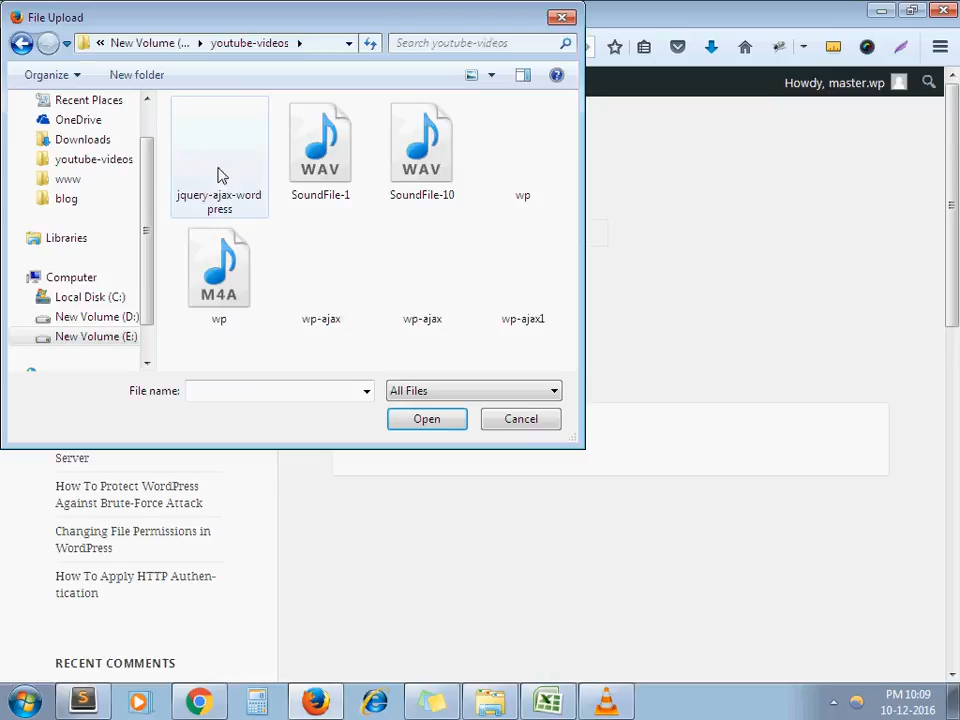 File Upload
« New Volume (... youtube-videos
Search youtube-videos
Organize
New folder
Howdy, master.wp
Recent Places
OneDrive
Downloads
youtube-videos
www
blog
Libraries
Computer
Local Disk (C:)
New Volume (D:)
New Volume (E:)
jquery-ajax-word
press
WAV
SoundFile-1
WAV
SoundFile-10
wp
M4A
wp
wp-ajax
wp-ajax
wp-ajax1
File name:
All Files
Open
Cancel
Server
How To Protect WordPress
Against Brute-Force Attack
Changing File Permissions in
WordPress
How To Apply HTTP Authen-
tication
RECENT COMMENTS
PM 10:09
10-12-2016